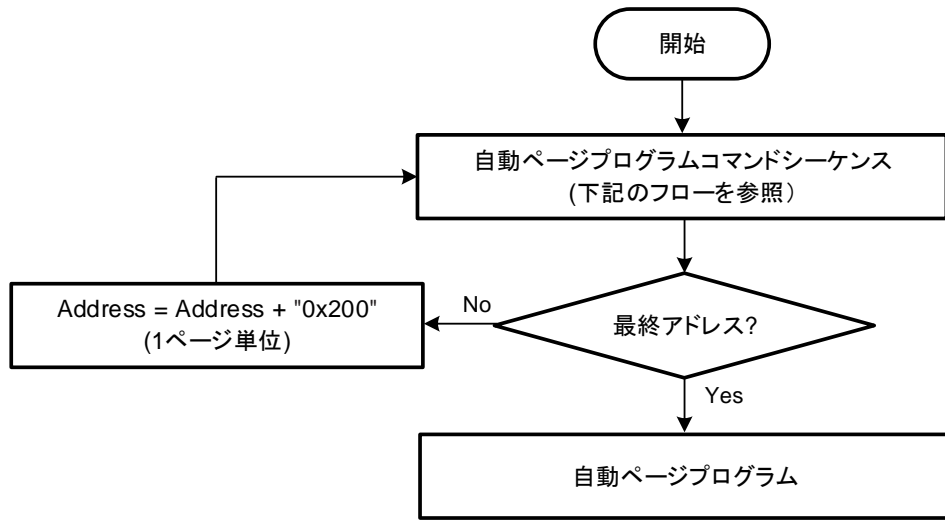 開始
自動ページプログラムコマンドシーケンス
(下記のフローを参照）
Address = Address + "0x200"
(1ページ単位)
No
最終アドレス?
Yes
自動ページプログラム